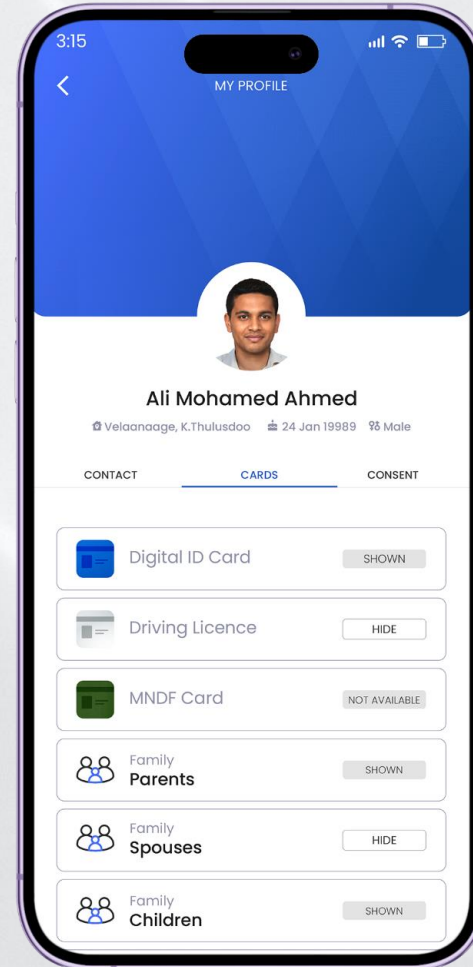 3:15
MY PROFILE
Ali Mohamed Ahmed
Velaanaage, K.Thulusdoo 24 Jan 19989 Male
CONTACT CARDS CONSENT
Digital ID Card SHOWN
Driving Licence HIDE
MNDF Card NOT AVAILABLE
Family
Parents SHOWN
Family
Spouses HIDE
Family
Children SHOWN